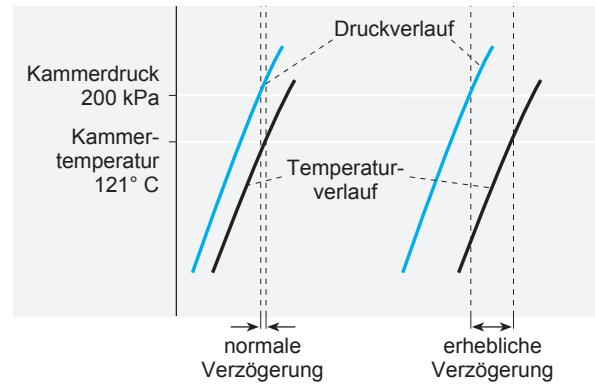 Druckverlauf
Kammerdruck
200 kPa
Kammer-
temperatur
121° C
Temperatur-
verlauf
normale
Verzögerung
erhebliche
Verzögerung